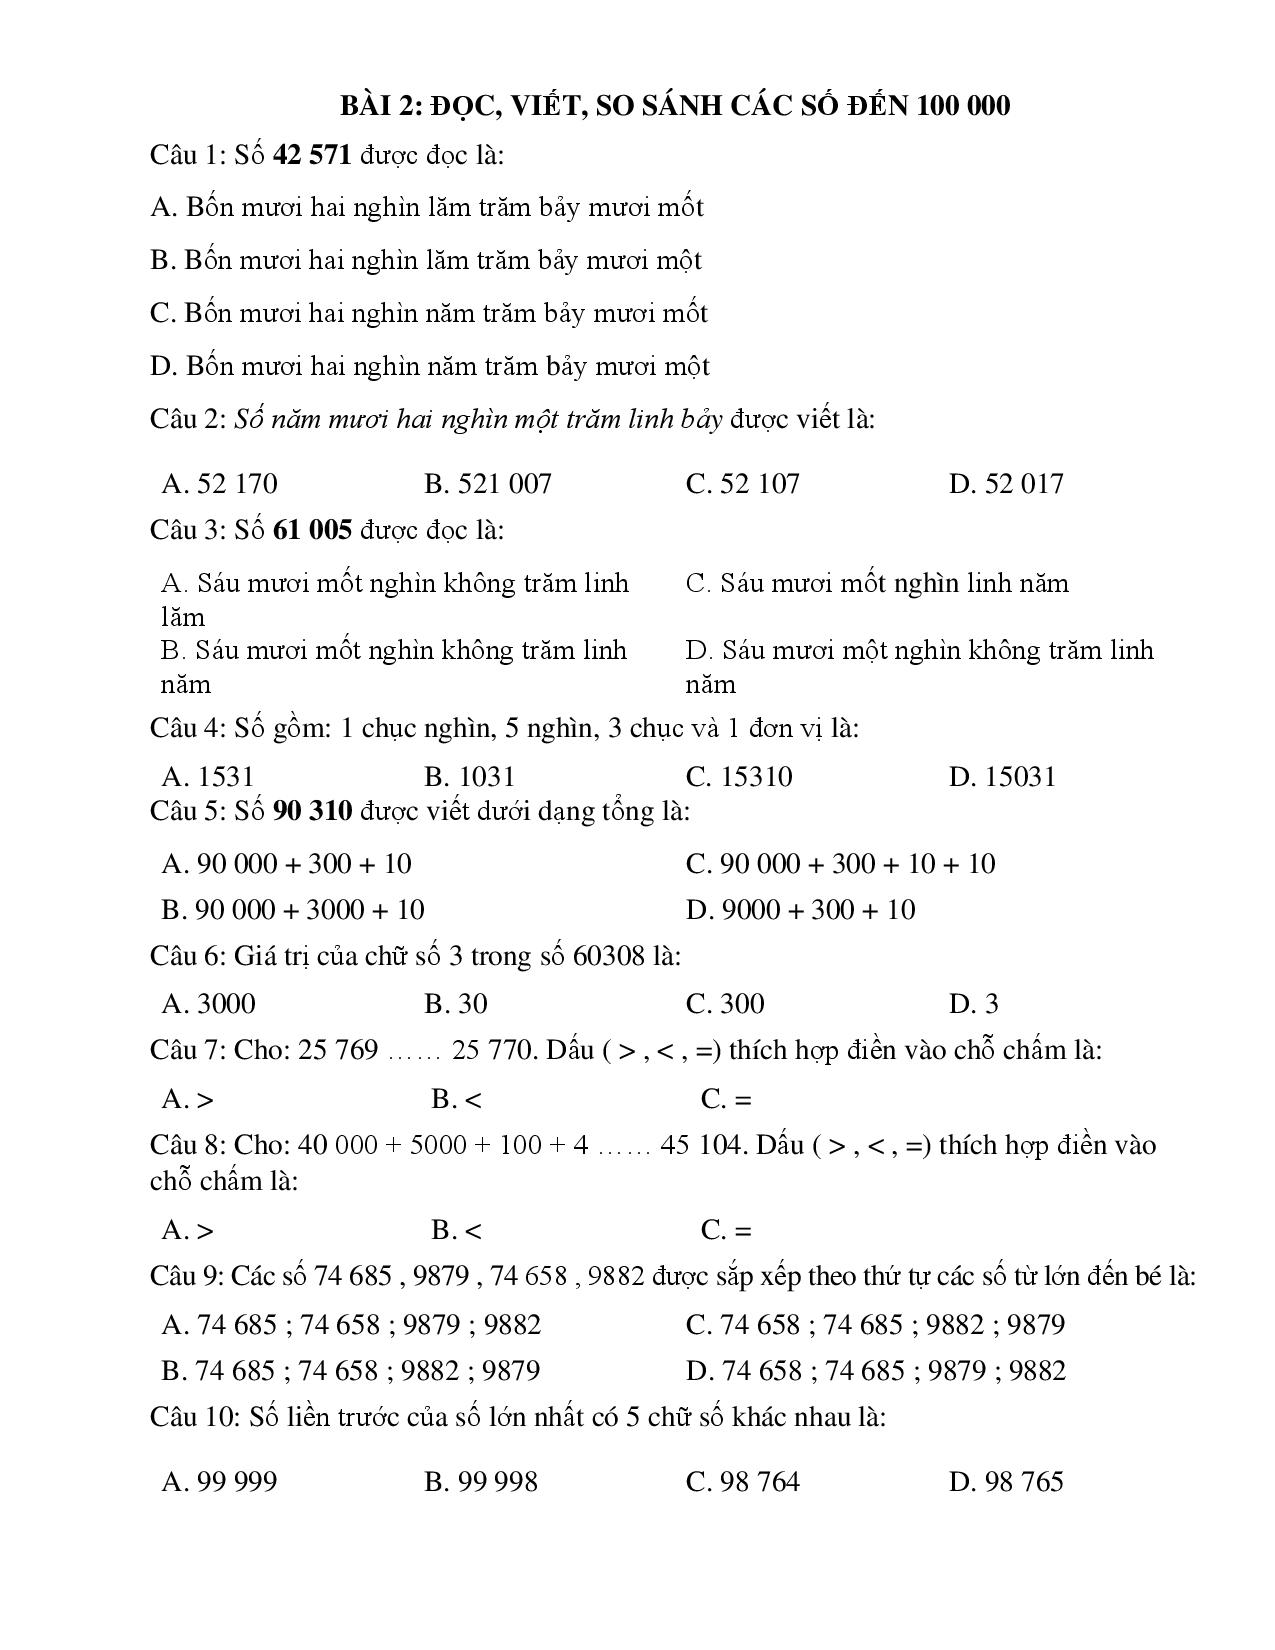 BÀI 2: ĐỌC, VIẾT, SO SÁNH CÁC SỐ ĐẾN 100 000
Câu 1: Số 42 571 được đọc là:
A. Bốn mươi hai nghìn lăm trăm bảy mươi mốt
B. Bốn mươi hai nghìn lăm trăm bảy mươi một
C. Bốn mươi hai nghìn năm trăm bảy mươi mốt
D. Bốn mươi hai nghìn năm trăm bảy mươi một
Câu 2: Số năm mươi hai nghìn một trăm linh bảy được viết là:
A. 52 170 B. 521 007 C. 52 107 D. 52 017
Câu 3: Số 61 005 được đọc là:
A. Sáu mươi mốt nghìn không trăm linh C. Sáu mươi mốt nghìn linh năm
lăm
B. Sáu mươi mốt nghìn không trăm linh D. Sáu mươi một nghìn không trăm linh
năm năm
Câu 4: Số gồm: 1 chục nghìn, 5 nghìn, 3 chục và 1 đơn vị là:
A. 1531 B. 1031 C. 15310 D. 15031
Câu 5: Số 90 310 được viết dưới dạng tổng là:
A. 90 000 + 300 + 10 C. 90 000 + 300 + 10 + 10
B. 90 000 + 3000 + 10 D. 9000 + 300 + 10
Câu 6: Giá trị của chữ số 3 trong số 60308 là:
A. 3000 B. 30 C. 300 D. 3
Câu 7: Cho: 25 769 …… 25 770. Dấu ( > , < , =) thích hợp điền vào chỗ chấm là:
A. > B. < C. =
Câu 8: Cho: 40 000 + 5000 + 100 + 4 …… 45 104. Dấu ( > , < , =) thích hợp điền vào
chỗ chấm là:
A. > B. < C. =
Câu 9: Các số 74 685 , 9879 , 74 658 , 9882 được sắp xếp theo thứ tự các số từ lớn đến bé là:
A. 74 685 ; 74 658 ; 9879 ; 9882 C. 74 658 ; 74 685 ; 9882 ; 9879
B. 74 685 ; 74 658 ; 9882 ; 9879 D. 74 658 ; 74 685 ; 9879 ; 9882
Câu 10: Số liền trước của số lớn nhất có 5 chữ số khác nhau là:
A. 99 999 B. 99 998 C. 98 764 D. 98 765